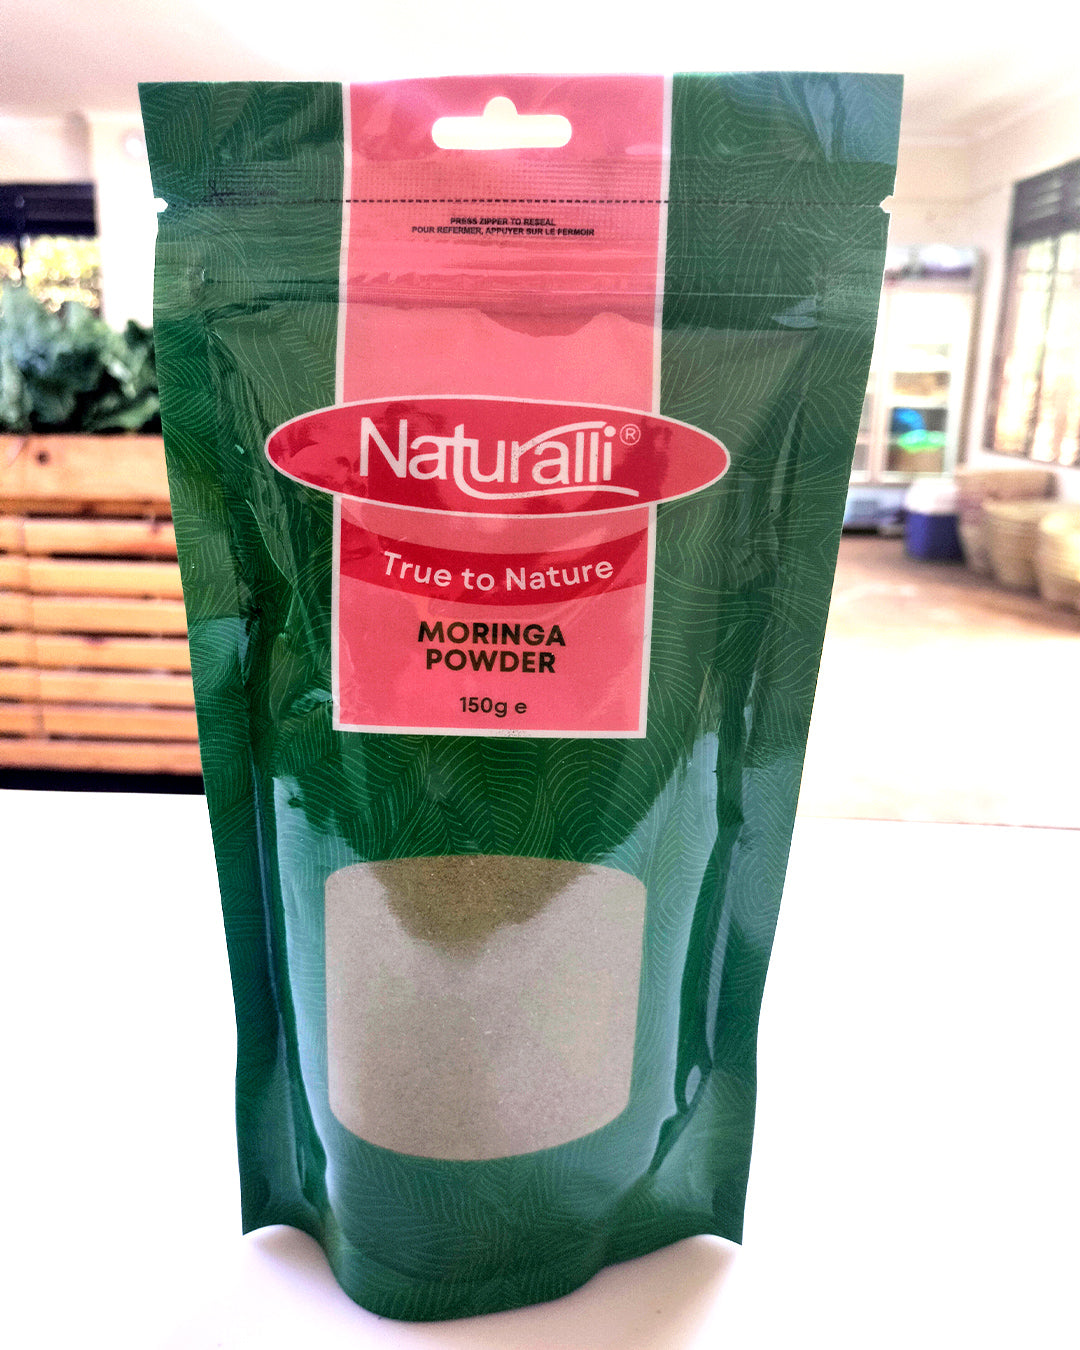 PRESS ZIPPER TO RESEAL
POUR REFERMER, APPUYER SUR LE FERMOIR
Naturalli®
True to Nature
MORINGA
POWDER
150g e